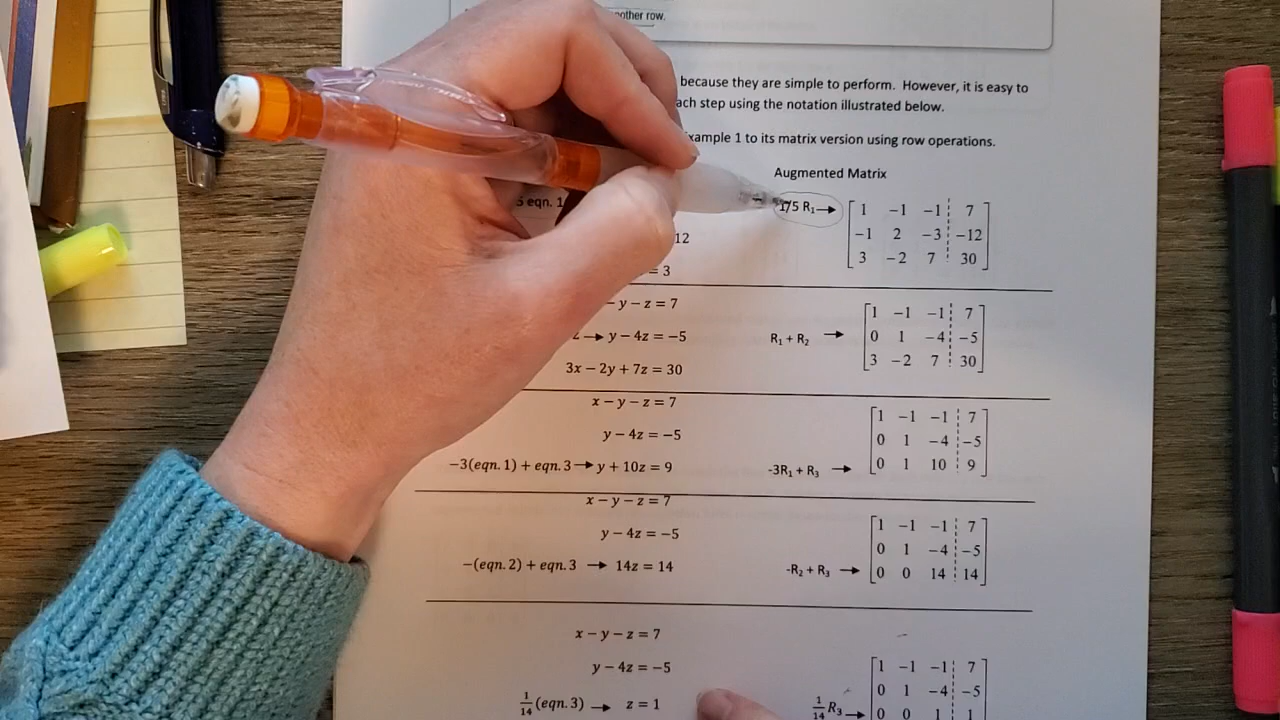 other row.
because they are simple to perform. However, it is easy to
ach step using the notation illustrated below.
xample 1 to its matrix version using row operations.
Augmented Matrix
5 eqn. 1
12
= 3
1/5 R₁→
1 −1 −1 7
−1 2 −3 −12
3 −2 7 30
− y − z = 7
→ y − 4z = −5
3x − 2y + 7z = 30
R₁ + R₂ →
1 −1 −1 7
0 1 −4 −5
3 −2 7 30
x − y − z = 7
y − 4z = −5
−3(eqn. 1) + eqn. 3 → y + 10z = 9
-3R₁ + R₃ →
1 −1 −1 7
0 1 −4 −5
0 1 10 9
x − y − z = 7
y − 4z = −5
−(eqn. 2) + eqn. 3 → 14z = 14
-R₂ + R₃ →
1 −1 −1 7
0 1 −4 −5
0 0 14 14
x − y − z = 7
y − 4z = −5
1/14 (eqn. 3) → z = 1
1/14 R₃ →
1 −1 −1 7
0 1 −4 −5
0 0 1 1